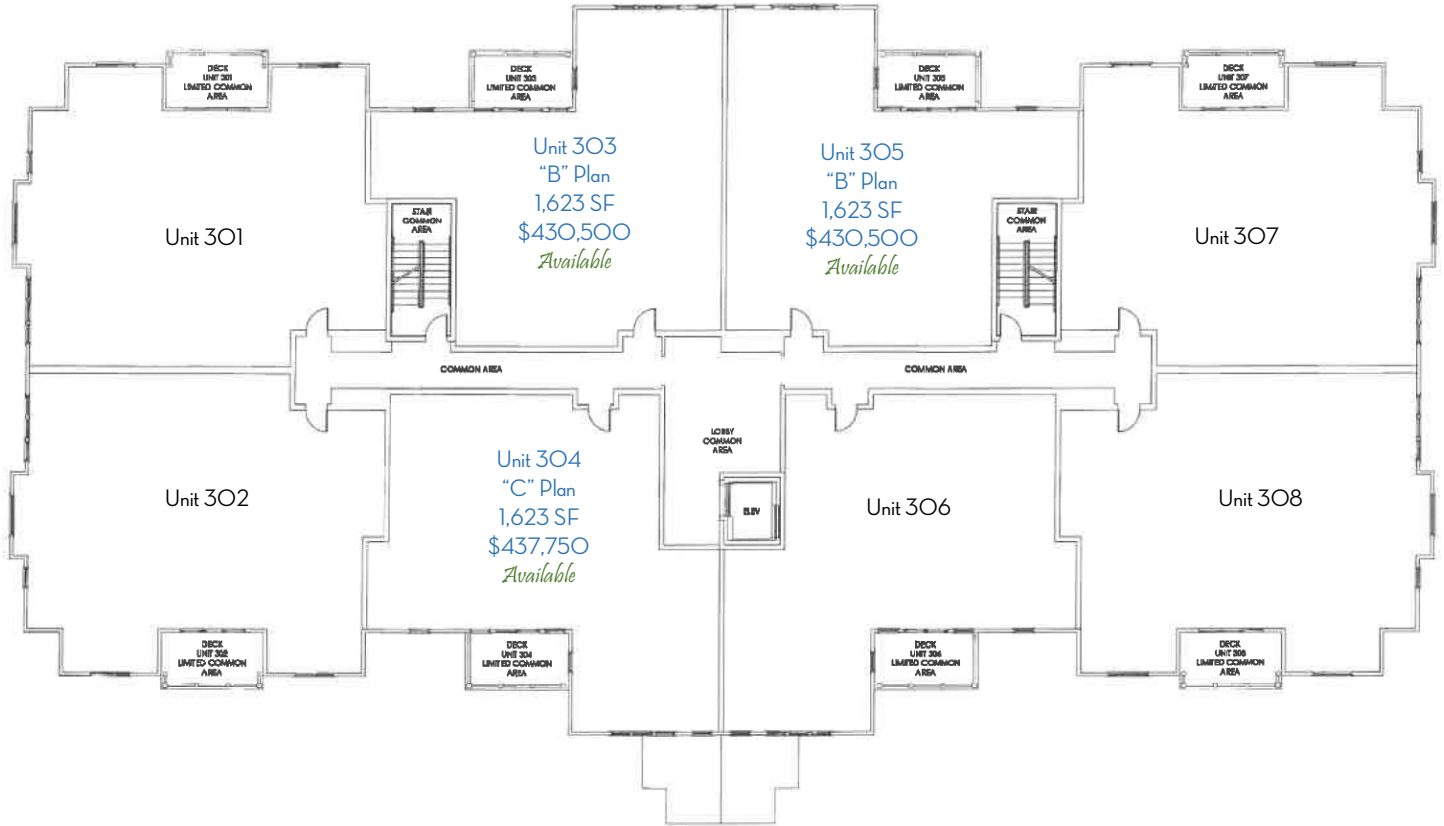 DECK
UNIT 301
LIMITED COMMON
AREA
DECK
UNIT 303
LIMITED COMMON
AREA
DECK
UNIT 305
LIMITED COMMON
AREA
DECK
UNIT 307
LIMITED COMMON
AREA
Unit 301
STAIR
COMMON
AREA
Unit 303
“B” Plan
1,623 SF
$430,500
Available
Unit 305
“B” Plan
1,623 SF
$430,500
Available
STAIR
COMMON
AREA
Unit 307
COMMON AREA
COMMON AREA
LOBBY
COMMON
AREA
ELEV
Unit 302
Unit 304
“C” Plan
1,623 SF
$437,750
Available
Unit 306
Unit 308
DECK
UNIT 302
LIMITED COMMON
AREA
DECK
UNIT 304
LIMITED COMMON
AREA
DECK
UNIT 306
LIMITED COMMON
AREA
DECK
UNIT 308
LIMITED COMMON
AREA